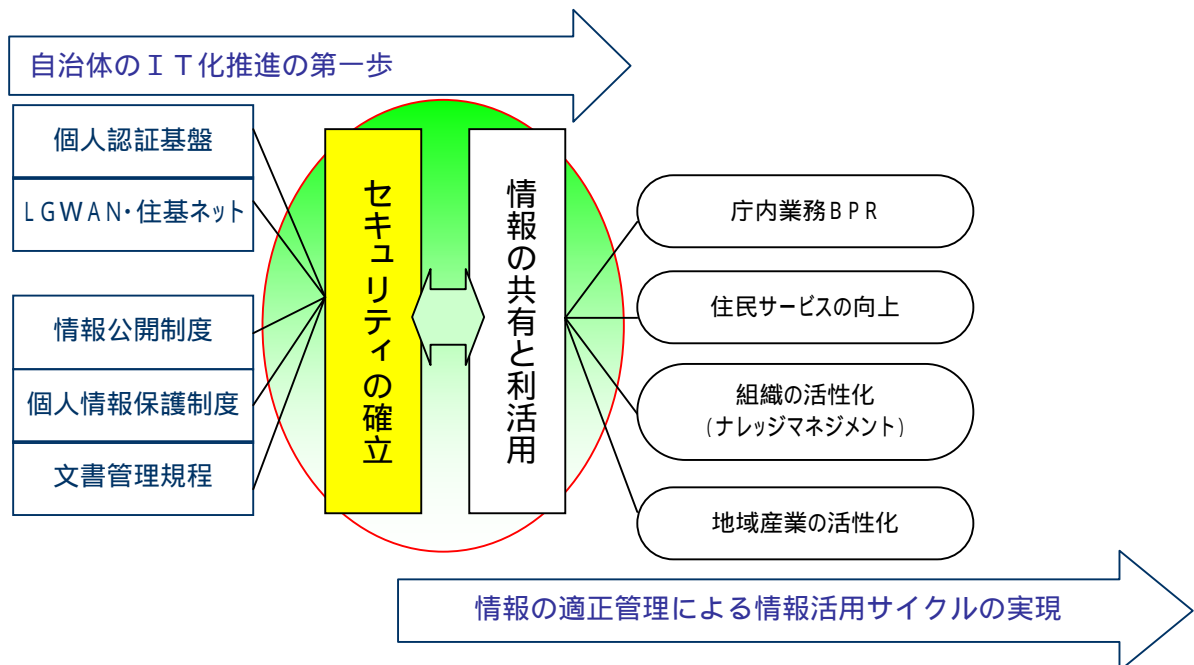 自治体のＩＴ化推進の第一歩
個人認証基盤
ＬＧＷＡＮ・住基ネット
情報公開制度
個人情報保護制度
文書管理規程
セキュリティの確立
情報の共有と利活用
庁内業務ＢＰＲ
住民サービスの向上
組織の活性化
(ナレッジマネジメント)
地域産業の活性化
情報の適正管理による情報活用サイクルの実現